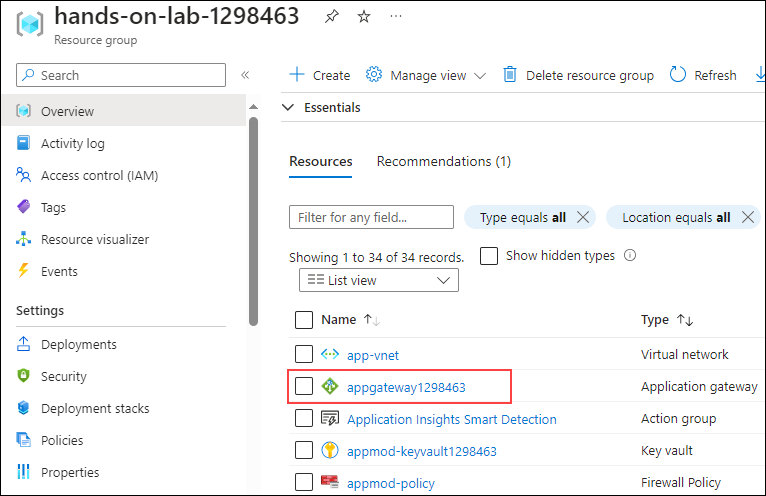 hands-on-lab-1298463
Resource group
Search
Overview
Activity log
Access control (IAM)
Tags
Resource visualizer
Events
Settings
Deployments
Security
Deployment stacks
Policies
Properties
Create Manage view Delete resource group Refresh
Essentials
Resources Recommendations (1)
Filter for any field... Type equals all Location equals all
Showing 1 to 34 of 34 records. Show hidden types
List view
Name Type
app-vnet Virtual network
appgateway1298463 Application gateway
Application Insights Smart Detection Action group
appmod-keyvault1298463 Key vault
appmod-policy Firewall Policy